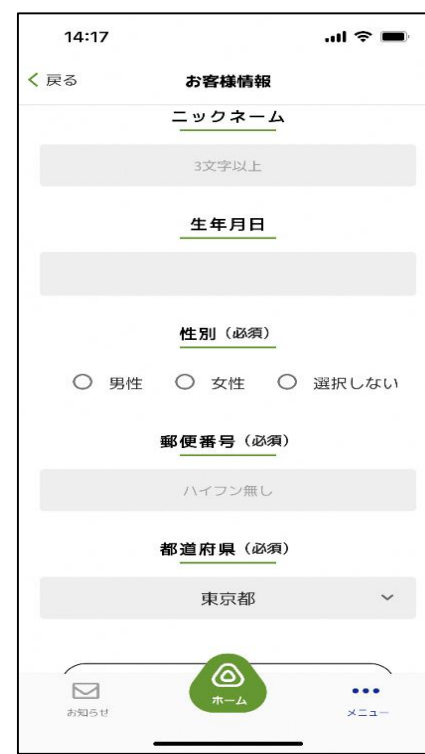 14:17
戻る
お客様情報
ニックネーム
3文字以上
生年月日
性別（必須）
男性 女性 選択しない
郵便番号（必須）
ハイフン無し
都道府県（必須）
東京都
お知らせ
ホーム
メニュー